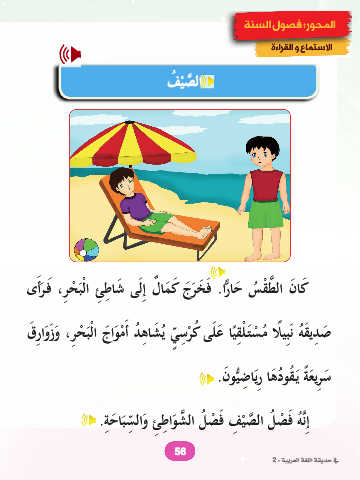 المحور: فصول السنة
الاستماع و القراءة
الصَّيْفُ
كَانَ الطَّقْسُ حَارًّا. فَخَرَجَ كَمَالٌ إِلَى شَاطِئِ الْبَحْرِ، فَرَأَى
صَدِيقَهُ نَبِيلًا مُسْتَلْقِيًا عَلَى كُرْسِيٍّ يُشَاهِدُ أَمْوَاجَ الْبَحْرِ، وَزَوَارِقَ
سَرِيعَةً يَقُودُهَا رِيَاضِيُّونَ.
إِنَّهُ فَصْلُ الصَّيْفِ فَصْلُ الشَّوَاطِئِ وَالسِّبَاحَةِ.
56
في حديقة اللغة العربية - 2